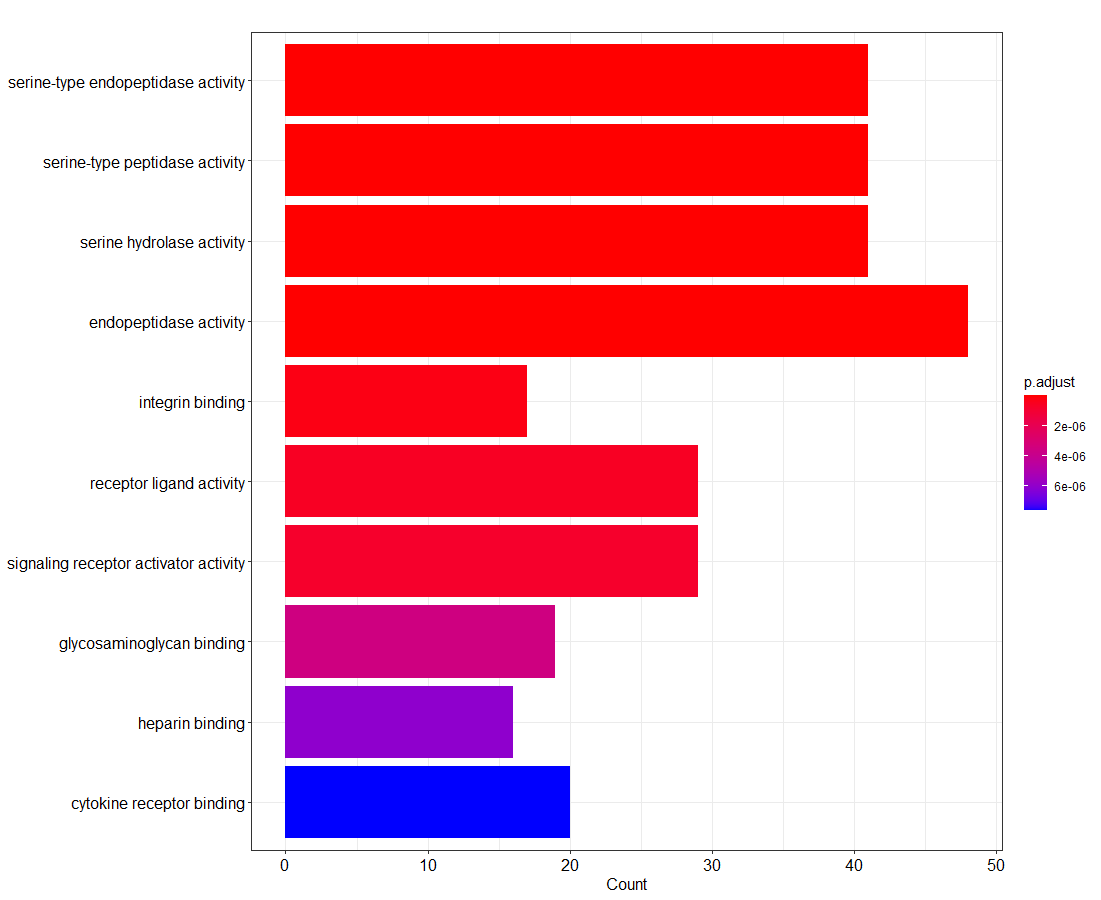 serine-type endopeptidase activity
serine-type peptidase activity
serine hydrolase activity
endopeptidase activity
integrin binding
receptor ligand activity
signaling receptor activator activity
glycosaminoglycan binding
heparin binding
cytokine receptor binding
0 10 20 30 40 50
Count
p.adjust
2e-06
4e-06
6e-06